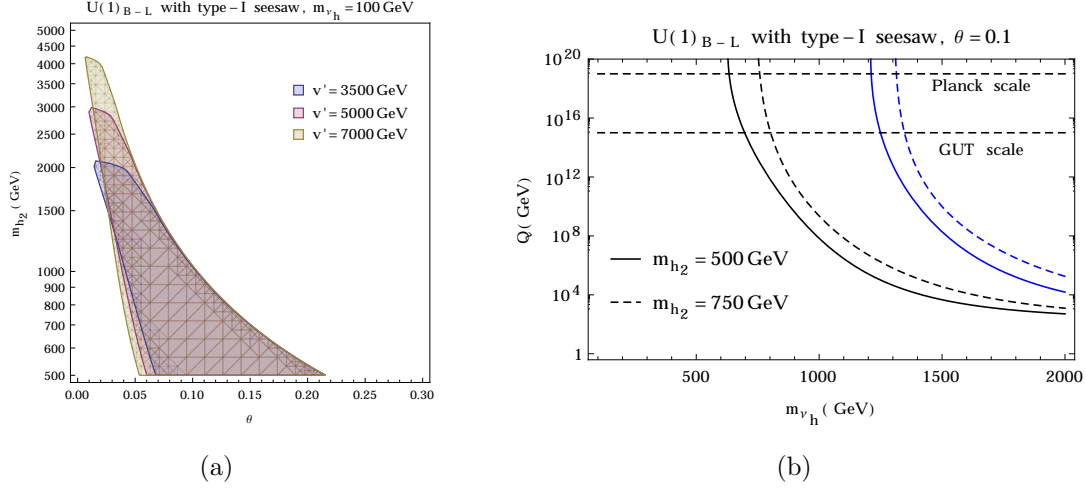 U(1)B−L with type−I seesaw, mνh=100 GeV
5000
4500
4000
3500
3000
2500
2000
1500
1000
900
800
700
600
500
mh2( GeV)
v'=3500 GeV
v'=5000 GeV
v'=7000 GeV
0.00 0.05 0.10 0.15 0.20 0.25 0.30
θ
(a)
U(1)B−L with type−I seesaw, θ=0.1
10^20
10^16
10^12
10^8
10^4
1
Q( GeV)
Planck scale
GUT scale
mh2 = 500 GeV
mh2 = 750 GeV
500 1000 1500 2000
mνh( GeV)
(b)